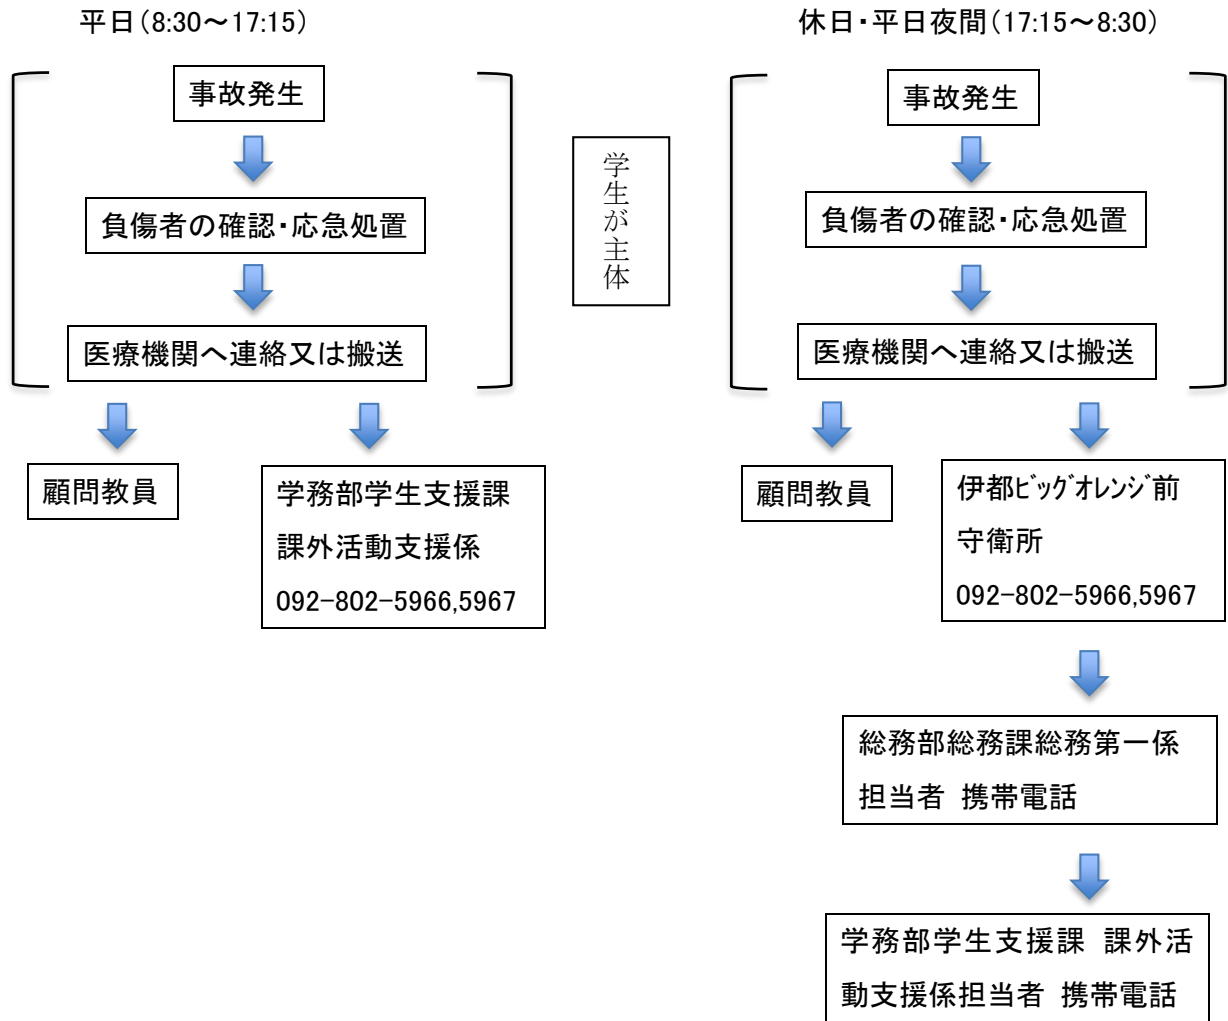 平日(8:30～17:15)
事故発生
負傷者の確認・応急処置
医療機関へ連絡又は搬送
顧問教員
学務部学生支援課
課外活動支援係
092-802-5966,5967
学生が主体
休日・平日夜間(17:15～8:30)
事故発生
負傷者の確認・応急処置
医療機関へ連絡又は搬送
顧問教員
伊都ﾋﾞｯｸﾞｵﾚﾝｼﾞ前
守衛所
092-802-5966,5967
総務部総務課総務第一係
担当者 携帯電話
学務部学生支援課 課外活
動支援係担当者 携帯電話